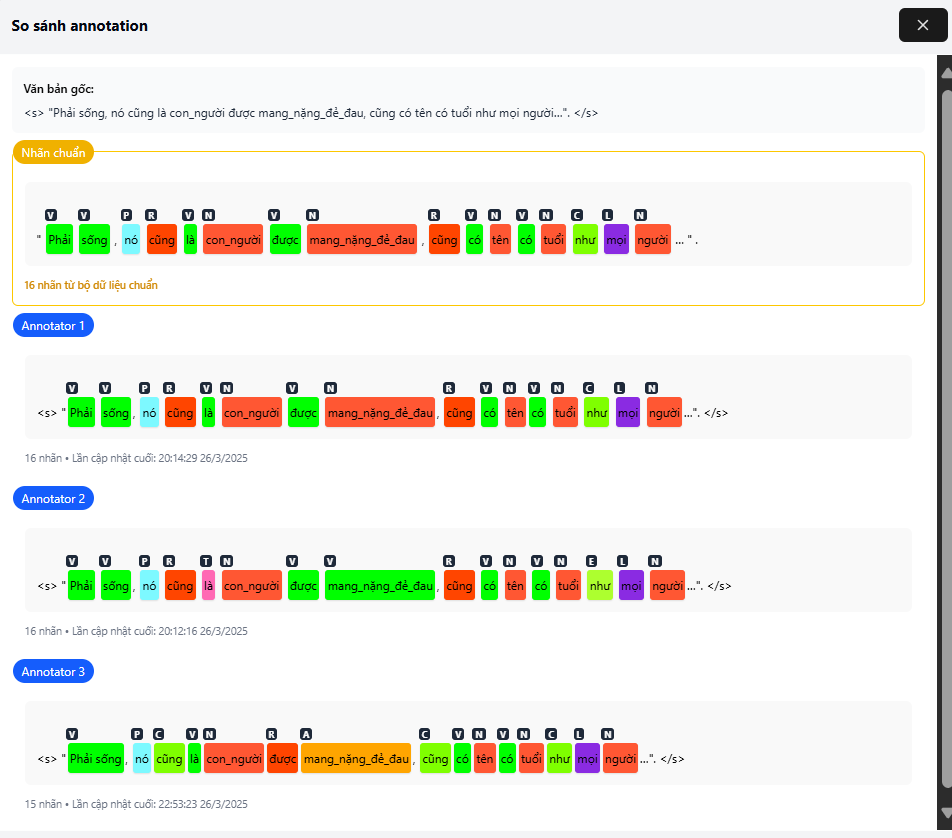 So sánh annotation
Văn bản gốc:
<s> "Phải sống, nó cũng là con_người được mang_nặng_đẻ_đau, cũng có tên có tuổi như mọi người...". </s>
Nhãn chuẩn
V V P R V N V N R V N V N C L N
" Phải sống , nó cũng là con_người được mang_nặng_đẻ_đau , cũng có tên có tuổi như mọi người ... " .
16 nhãn từ bộ dữ liệu chuẩn
Annotator 1
V V P R V N V N R V N V N C L N
<s> " Phải sống, nó cũng là con_người được mang_nặng_đẻ_đau, cũng có tên có tuổi như mọi người ...". </s>
16 nhãn • Lần cập nhật cuối: 20:14:29 26/3/2025
Annotator 2
V V P R T N V V R V N V N E L N
<s> " Phải sống, nó cũng là con_người được mang_nặng_đẻ_đau, cũng có tên có tuổi như mọi người ...". </s>
16 nhãn • Lần cập nhật cuối: 20:12:16 26/3/2025
Annotator 3
V P C V N R A C V N V N C L N
<s> " Phải sống, nó cũng là con_người được mang_nặng_đẻ_đau, cũng có tên có tuổi như mọi người ...". </s>
15 nhãn • Lần cập nhật cuối: 22:53:23 26/3/2025